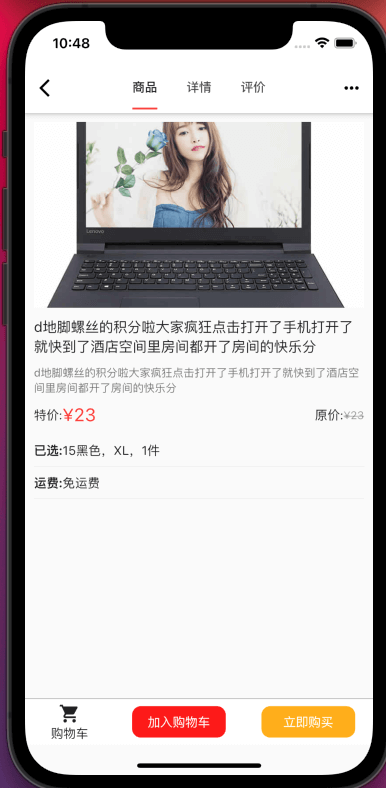 10:48
商品 详情 评价
Lenovo
d地脚螺丝的积分啦大家疯狂点击打开了手机打开了
就快到了酒店空间里房间都开了房间的快乐分
d地脚螺丝的积分啦大家疯狂点击打开了手机打开了就快到了酒店空
间里房间都开了房间的快乐分
特价:¥23 原价:¥23
已选:15黑色，XL，1件
运费:免运费
购物车 加入购物车 立即购买